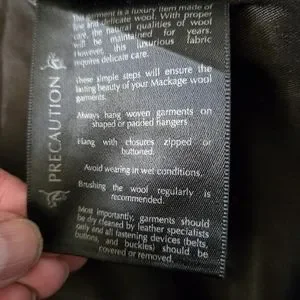 garment is a luxury item made of
and delicate wool. With proper
care, the natural qualities of wool
will be maintained for years.
However, this luxurious fabric
requires delicate care.
These simple steps will ensure the
lasting beauty of your Mackage wool
garments.
Always hang woven garments on
shaped or padded hangers.
Hang with closures zipped or
buttoned.
Avoid wearing in wet conditions.
Brushing the wool regularly is
recommended.
Most importantly, garments should
be dry cleaned by leather specialists
only and all fastening devices (belts,
buttons, and buckles) should be
covered or removed.
PRECAUTION